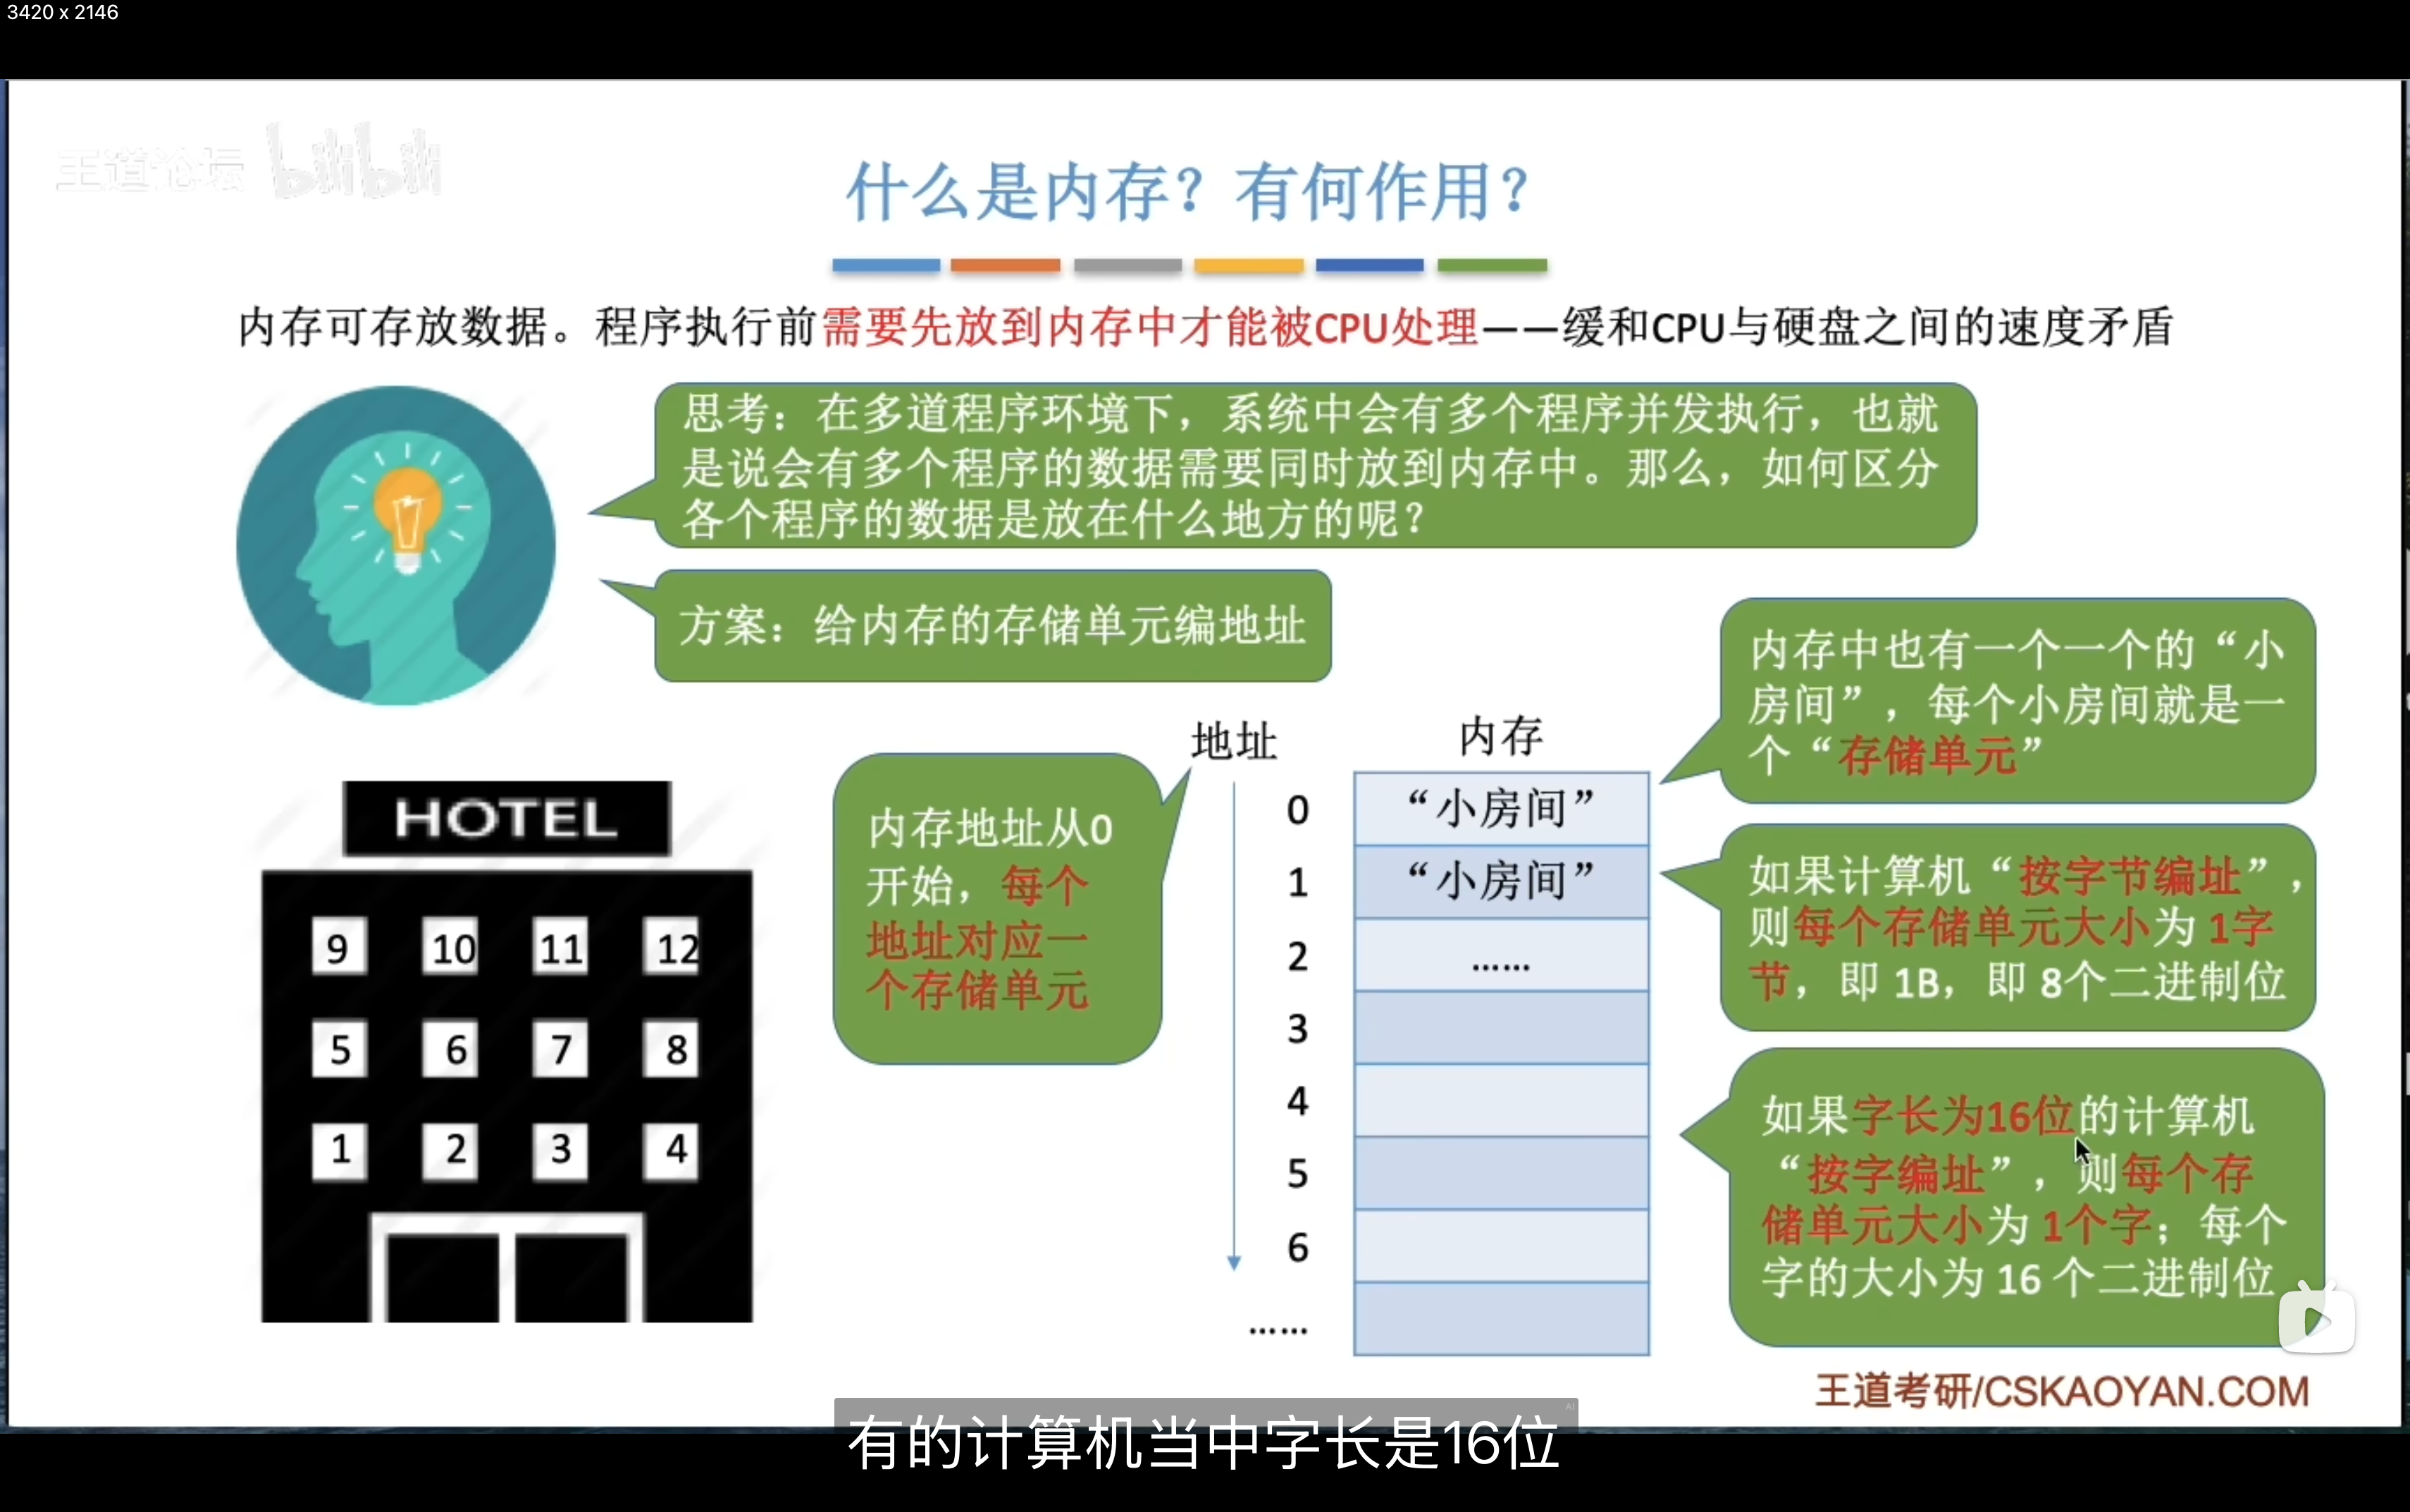 3420 x 2146
王道论坛 bilibili
什么是内存？有何作用？
内存可存放数据。程序执行前需要先放到内存中才能被CPU处理——缓和CPU与硬盘之间的速度矛盾
思考：在多道程序环境下，系统中会有多个程序并发执行，也就
是说会有多个程序的数据需要同时放到内存中。那么，如何区分
各个程序的数据是放在什么地方的呢？
方案：给内存的存储单元编地址
HOTEL
9 10 11 12
5 6 7 8
1 2 3 4
内存地址从0
开始，每个
地址对应一
个存储单元
地址
内存
0 “小房间”
1 “小房间”
2 ……
3
4
5
6
……
内存中也有一个一个的“小
房间”，每个小房间就是一
个“存储单元”
如果计算机“按字节编址”，
则每个存储单元大小为 1字
节，即 1B，即 8个二进制位
如果字长为16位的计算机
“按字编址”，则每个存
储单元大小为 1个字；每个
字的大小为 16 个二进制位
王道考研/CSKAOYAN.COM
AI
有的计算机当中字长是16位